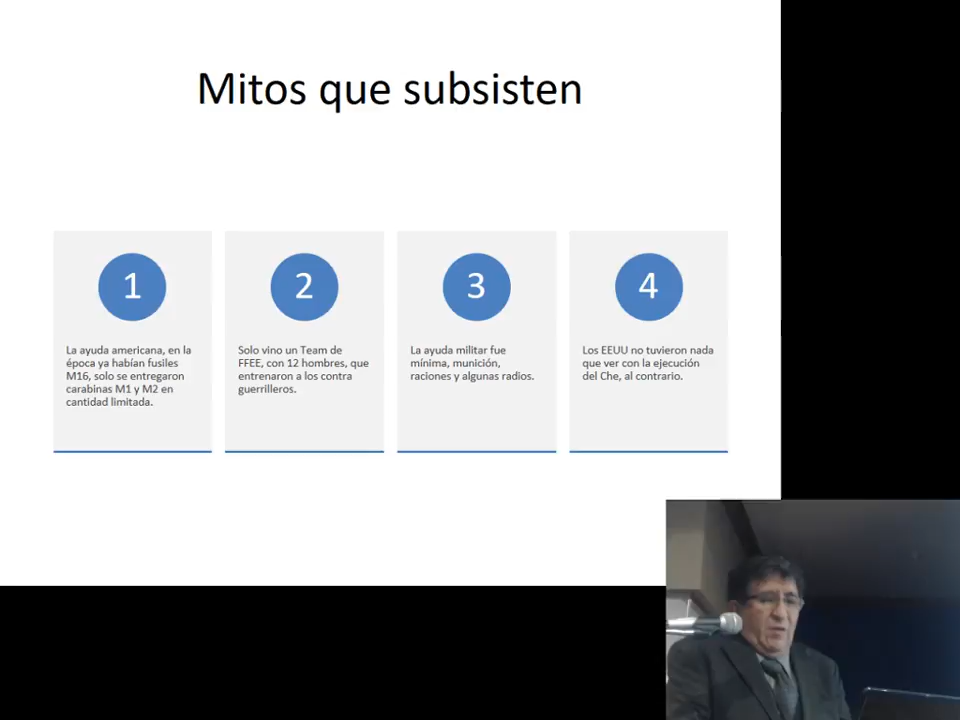 Mitos que subsisten
1
La ayuda americana, en la
época ya habían fusiles
M16, solo se entregaron
carabinas M1 y M2 en
cantidad limitada.
2
Solo vino un Team de
FFEE, con 12 hombres, que
entrenaron a los contra
guerrilleros.
3
La ayuda militar fue
mínima, munición,
raciones y algunas radios.
4
Los EEUU no tuvieron nada
que ver con la ejecución
del Che, al contrario.